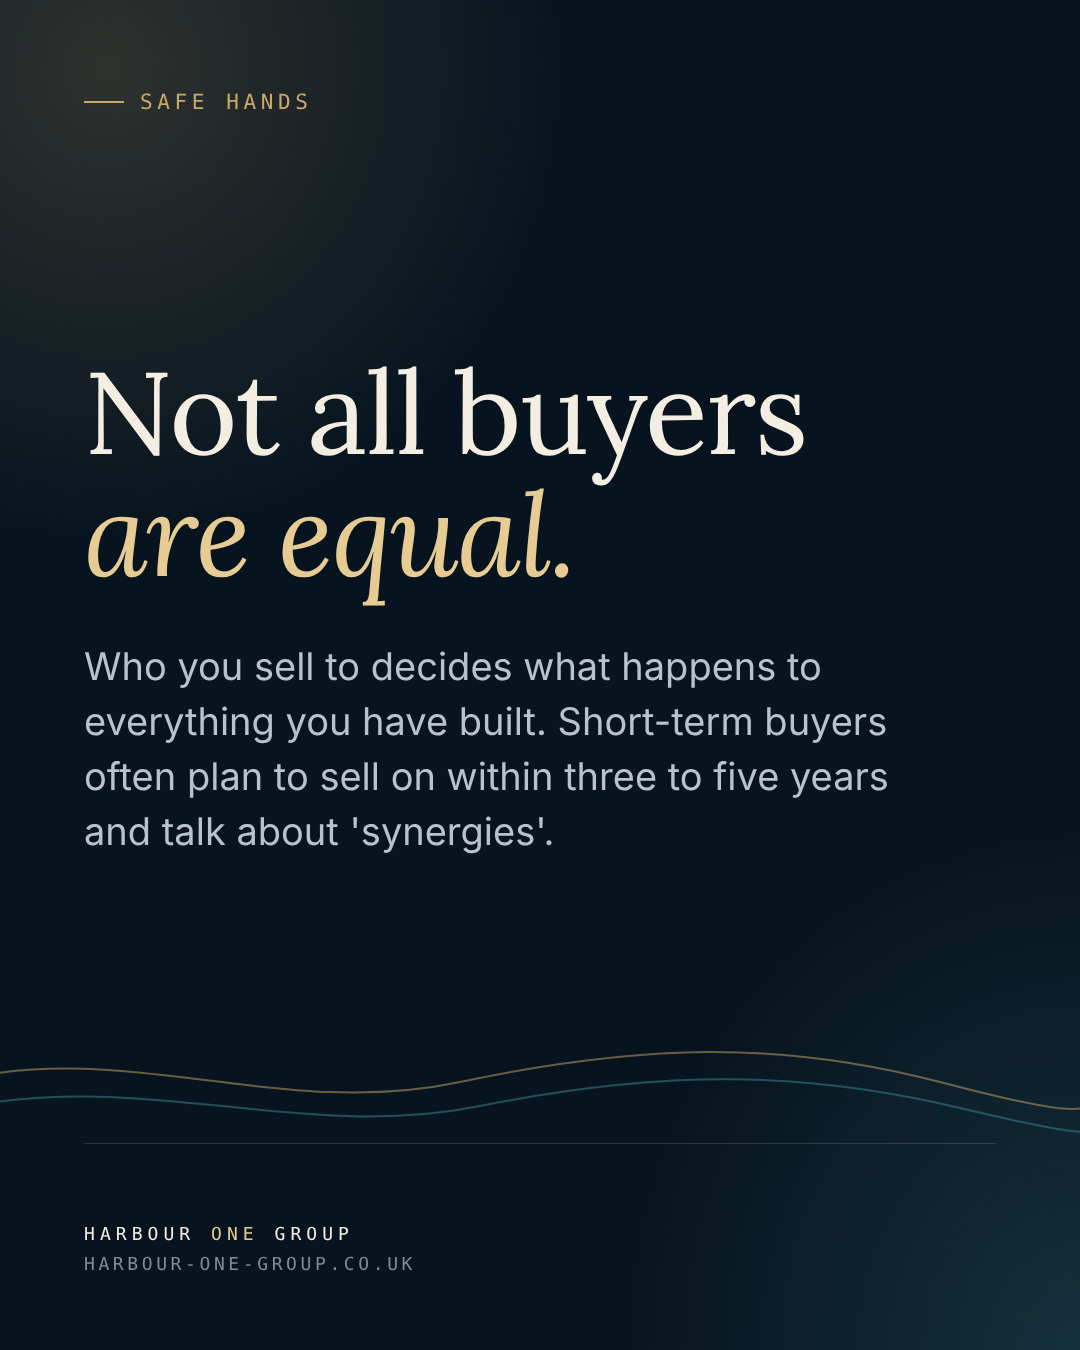 SAFE HANDS
Not all buyers
are equal.
Who you sell to decides what happens to
everything you have built. Short-term buyers
often plan to sell on within three to five years
and talk about 'synergies'.
HARBOUR ONE GROUP
HARBOUR-ONE-GROUP.CO.UK